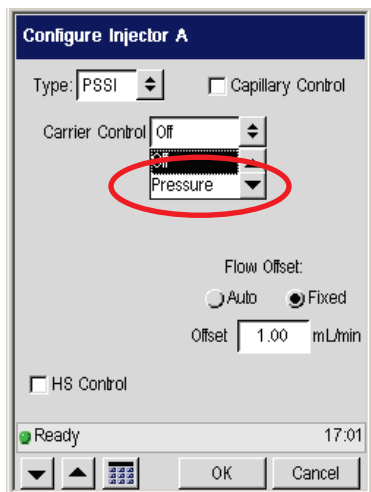 Configure Injector A
Type: PSSI Capillary Control
Carrier Control Off
Off
Pressure
Flow Offset:
Auto Fixed
Offset 1.00 mL/min
HS Control
Ready 17:01
OK Cancel